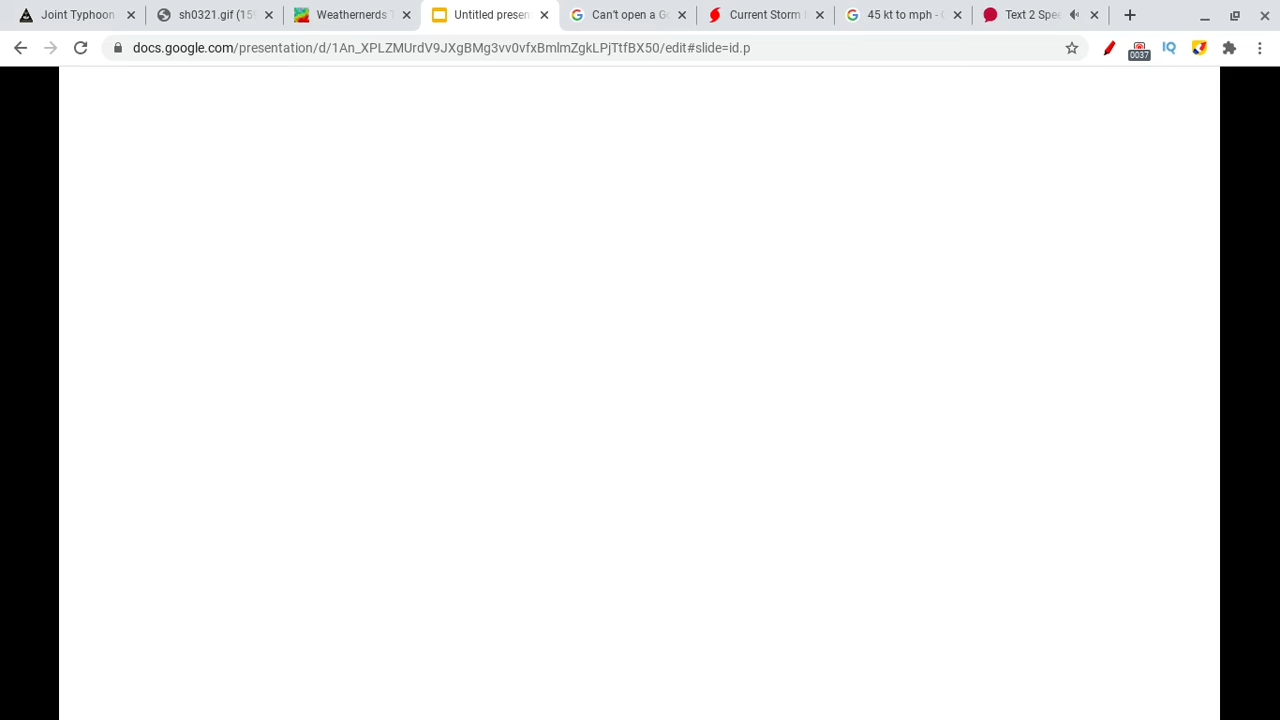 Joint Typhoon
sh0321.gif (15
Weathernerds T
Untitled presen
Can't open a G
Current Storm
45 kt to mph -
Text 2 Spee
docs.google.com/presentation/d/1An_XPLZMUrdV9JXgBMg3vv0vfxBmlmZgkLPjTtfBX50/edit#slide=id.p
0037
IQ